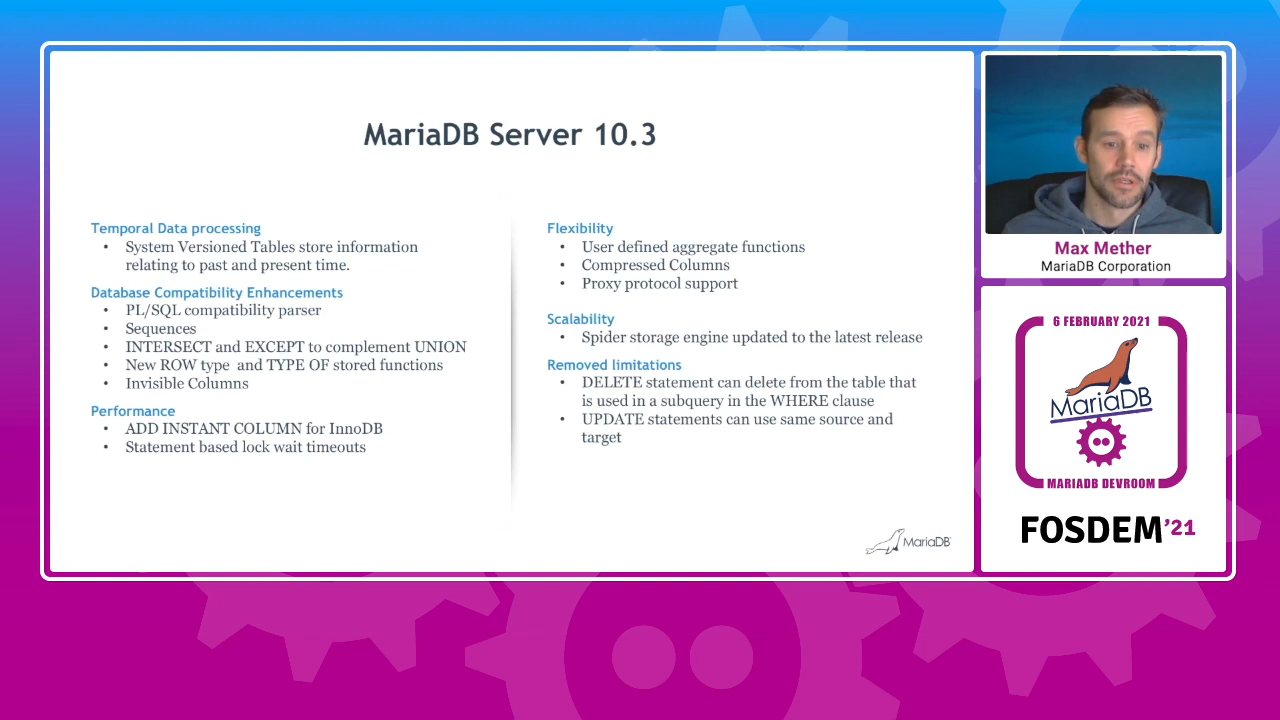 MariaDB Server 10.3
Temporal Data processing
• System Versioned Tables store information
relating to past and present time.
Database Compatibility Enhancements
• PL/SQL compatibility parser
• Sequences
• INTERSECT and EXCEPT to complement UNION
• New ROW type and TYPE OF stored functions
• Invisible Columns
Performance
• ADD INSTANT COLUMN for InnoDB
• Statement based lock wait timeouts
Flexibility
• User defined aggregate functions
• Compressed Columns
• Proxy protocol support
Scalability
• Spider storage engine updated to the latest release
Removed limitations
• DELETE statement can delete from the table that
is used in a subquery in the WHERE clause
• UPDATE statements can use same source and
target
MariaDB
Max Mether
MariaDB Corporation
6 FEBRUARY 2021
MariaDB
MARIADB DEVROOM
FOSDEM'21